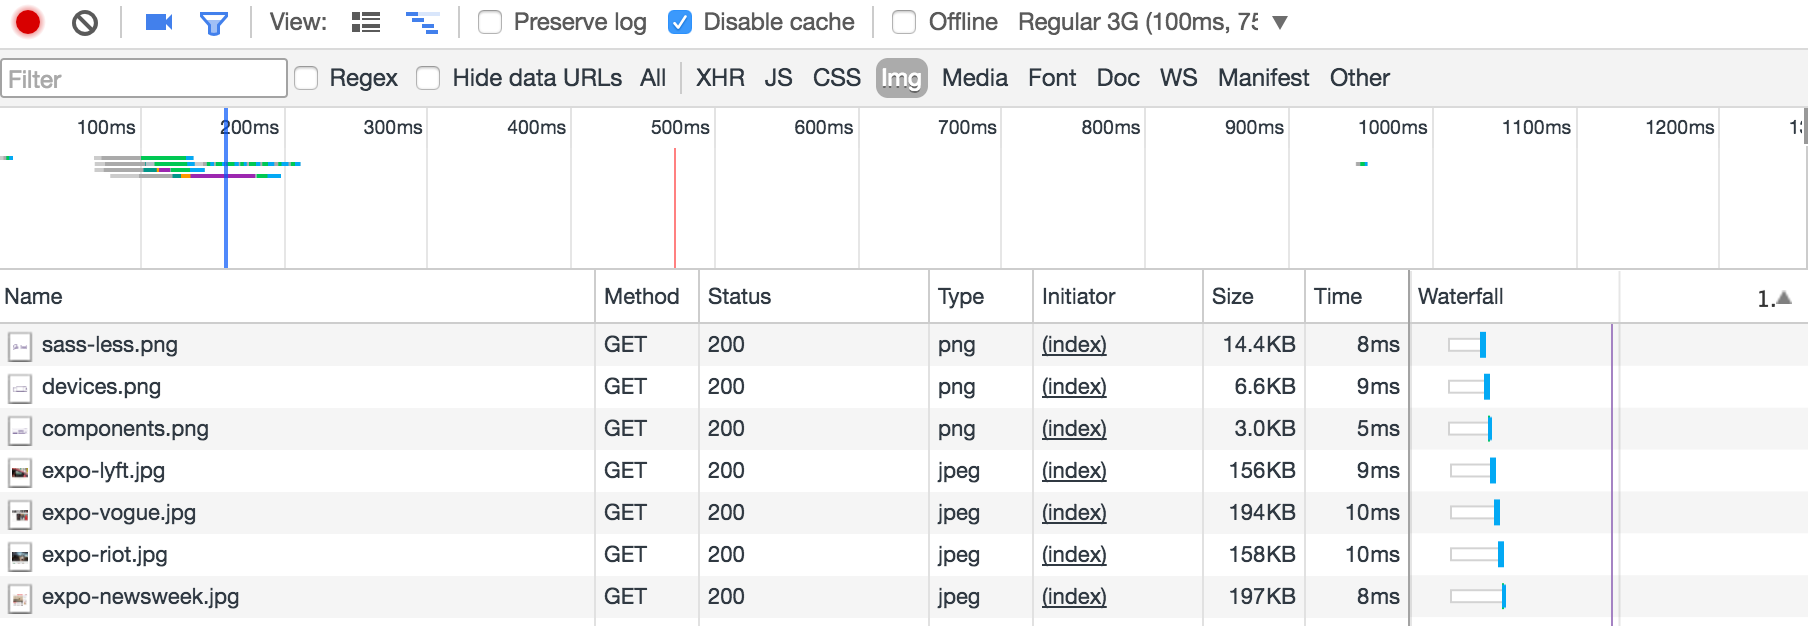 View: Preserve log Disable cache Offline Regular 3G (100ms, 75
Filter Regex Hide data URLs All XHR JS CSS Img Media Font Doc WS Manifest Other
100ms 200ms 300ms 400ms 500ms 600ms 700ms 800ms 900ms 1000ms 1100ms 1200ms
Name Method Status Type Initiator Size Time Waterfall 1.
sass-less.png GET 200 png (index) 14.4KB 8ms
devices.png GET 200 png (index) 6.6KB 9ms
components.png GET 200 png (index) 3.0KB 5ms
expo-lyft.jpg GET 200 jpeg (index) 156KB 9ms
expo-vogue.jpg GET 200 jpeg (index) 194KB 10ms
expo-riot.jpg GET 200 jpeg (index) 158KB 10ms
expo-newsweek.jpg GET 200 jpeg (index) 197KB 8ms